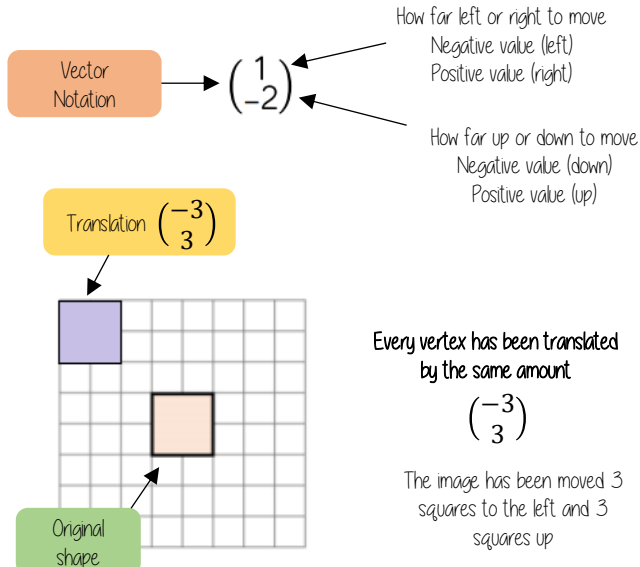 How far left or right to move
Negative value (left)
Positive value (right)
Vector
Notation
(1
-2)
How far up or down to move
Negative value (down)
Positive value (up)
Translation (-3
3)
Every vertex has been translated
by the same amount
(-3
3)
The image has been moved 3
squares to the left and 3
squares up
Original
shape